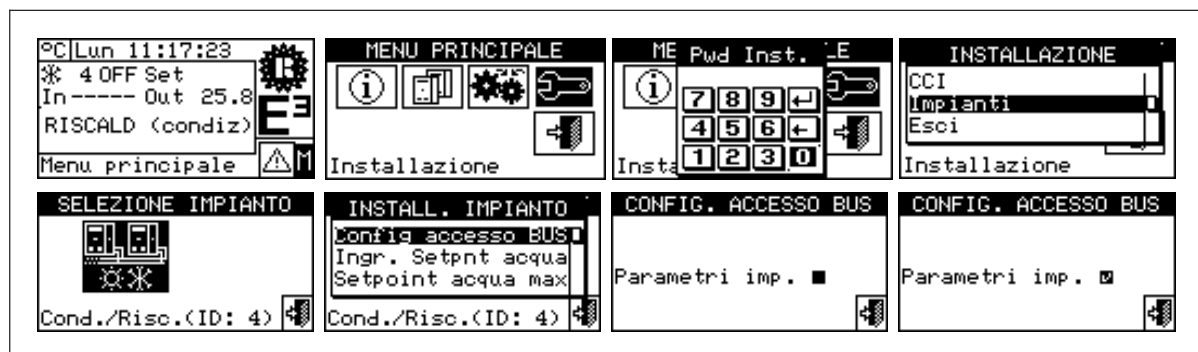 ºC Lun 11:17:23
4 OFF Set
In ----- Out 25.8
RISCALD (condiz)
E³
Menu principale M
MENU PRINCIPALE
Installazione
ME Pwd Inst. LE
7 8 9
4 5 6
1 2 3 0
Insta
INSTALLAZIONE
CCI
Impianti
Esci
Installazione
SELEZIONE IMPIANTO
Cond./Risc.(ID: 4)
INSTALL. IMPIANTO
Config accesso BUS
Ingr. Setpnt acqua
Setpoint acqua max
Cond./Risc.(ID: 4)
CONFIG. ACCESSO BUS
Parametri imp.
CONFIG. ACCESSO BUS
Parametri imp.